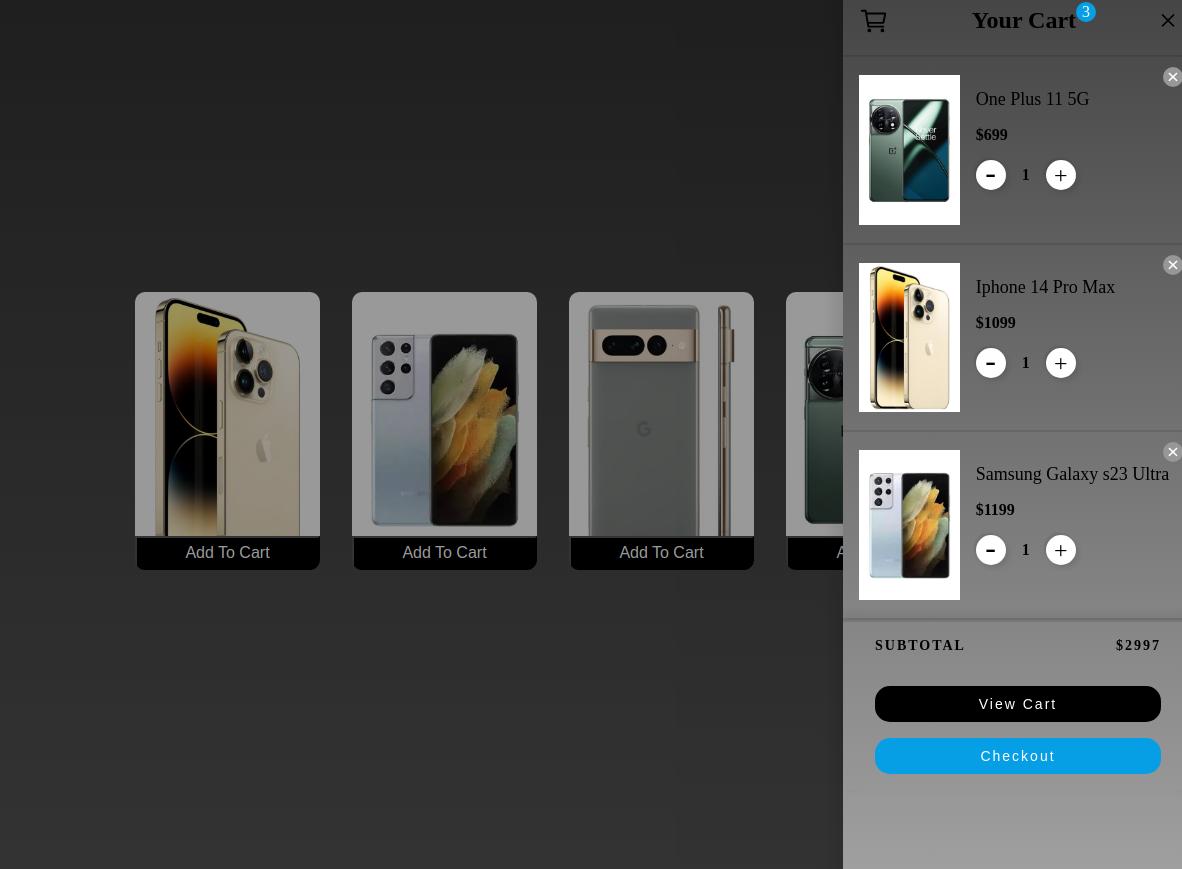 Your Cart 3
One Plus 11 5G
$699
- 1 +
Iphone 14 Pro Max
$1099
- 1 +
Samsung Galaxy s23 Ultra
$1199
- 1 +
SUBTOTAL $2997
View Cart
Checkout
Add To Cart
Add To Cart
Add To Cart
A